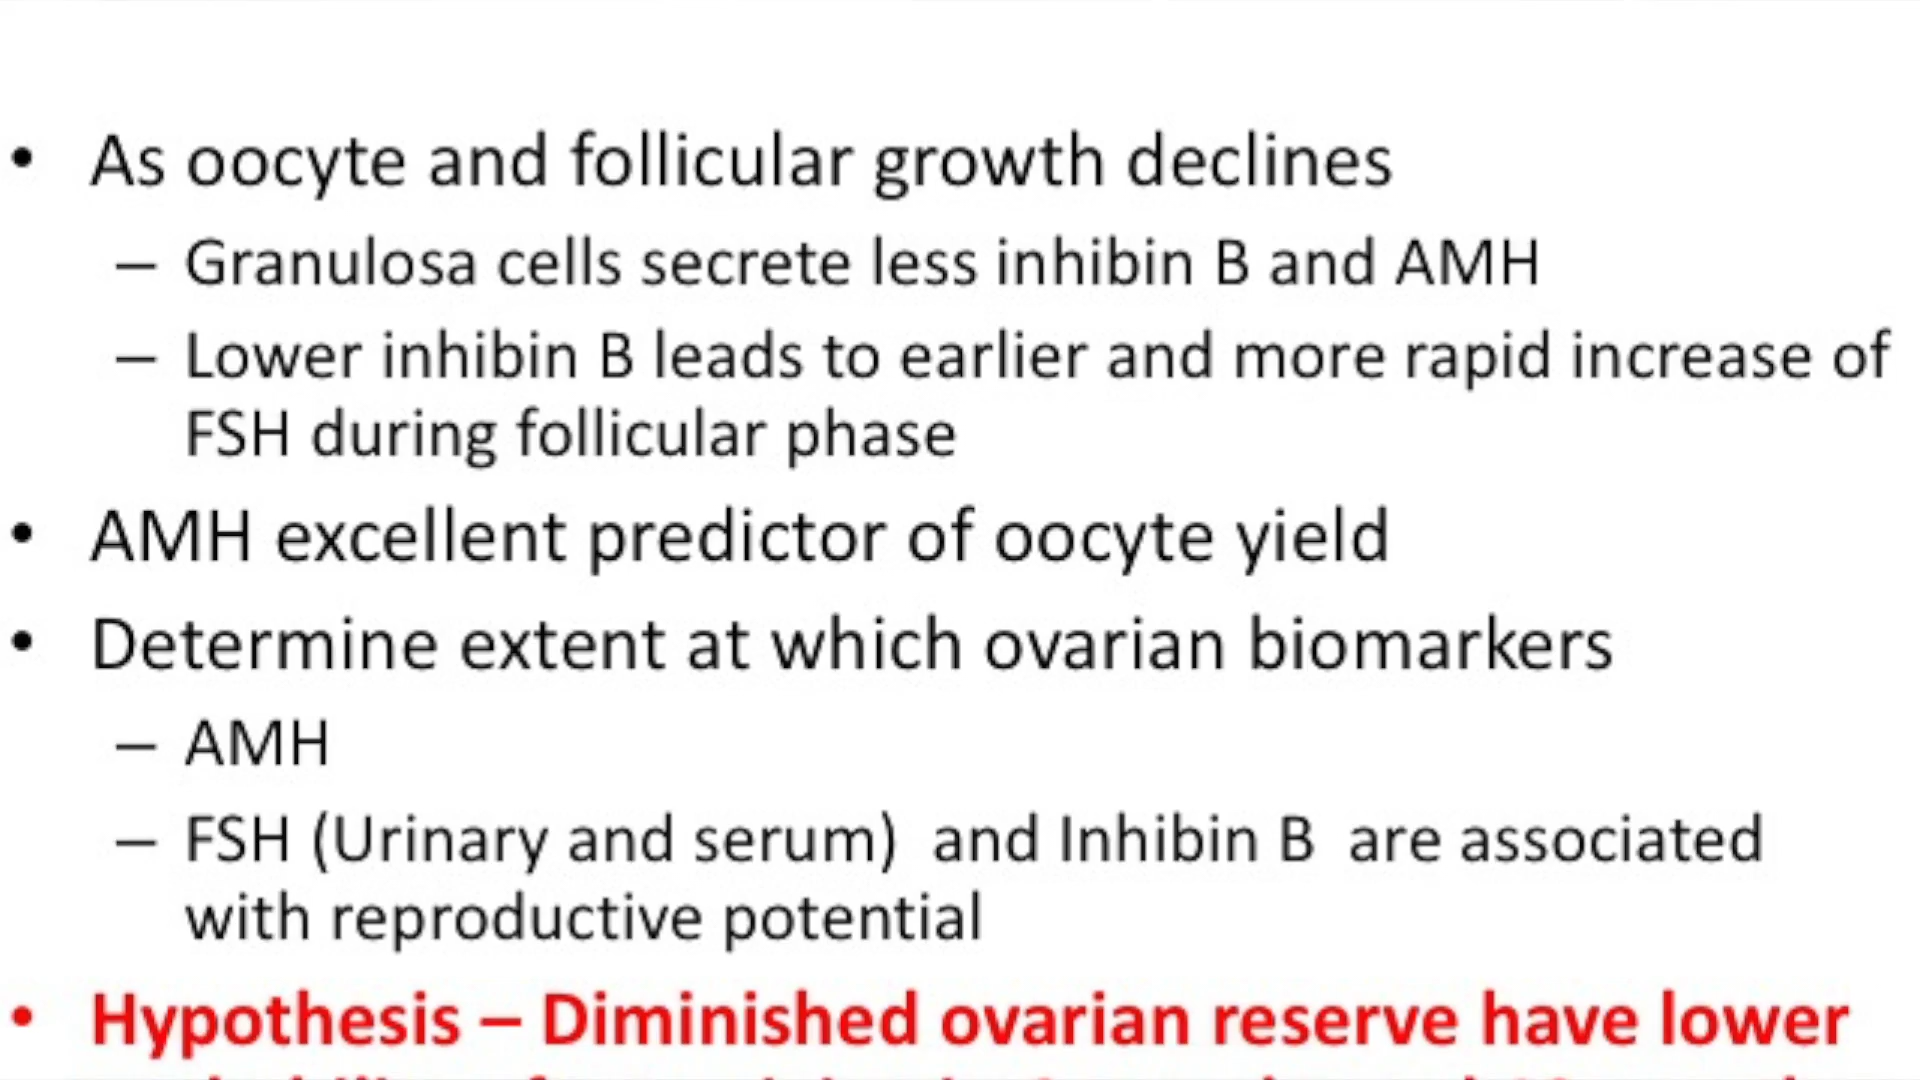 • As oocyte and follicular growth declines
– Granulosa cells secrete less inhibin B and AMH
– Lower inhibin B leads to earlier and more rapid increase of
FSH during follicular phase
• AMH excellent predictor of oocyte yield
• Determine extent at which ovarian biomarkers
– AMH
– FSH (Urinary and serum)  and Inhibin B  are associated
with reproductive potential
• Hypothesis – Diminished ovarian reserve have lower